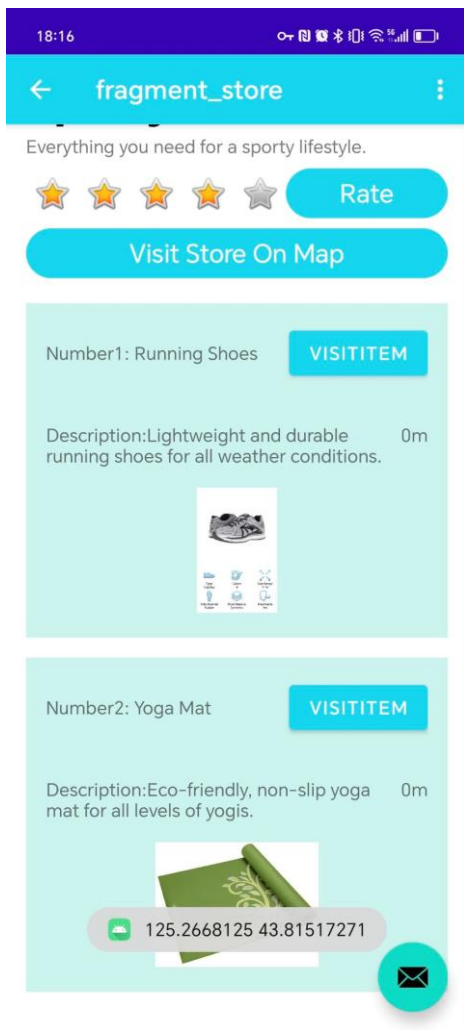 18:16
5G
fragment_store
Everything you need for a sporty lifestyle.
Rate
Visit Store On Map
Number1: Running Shoes
VISITITEM
Description:Lightweight and durable
running shoes for all weather conditions.
0m
Number2: Yoga Mat
VISITITEM
Description:Eco-friendly, non-slip yoga
mat for all levels of yogis.
0m
125.2668125 43.81517271